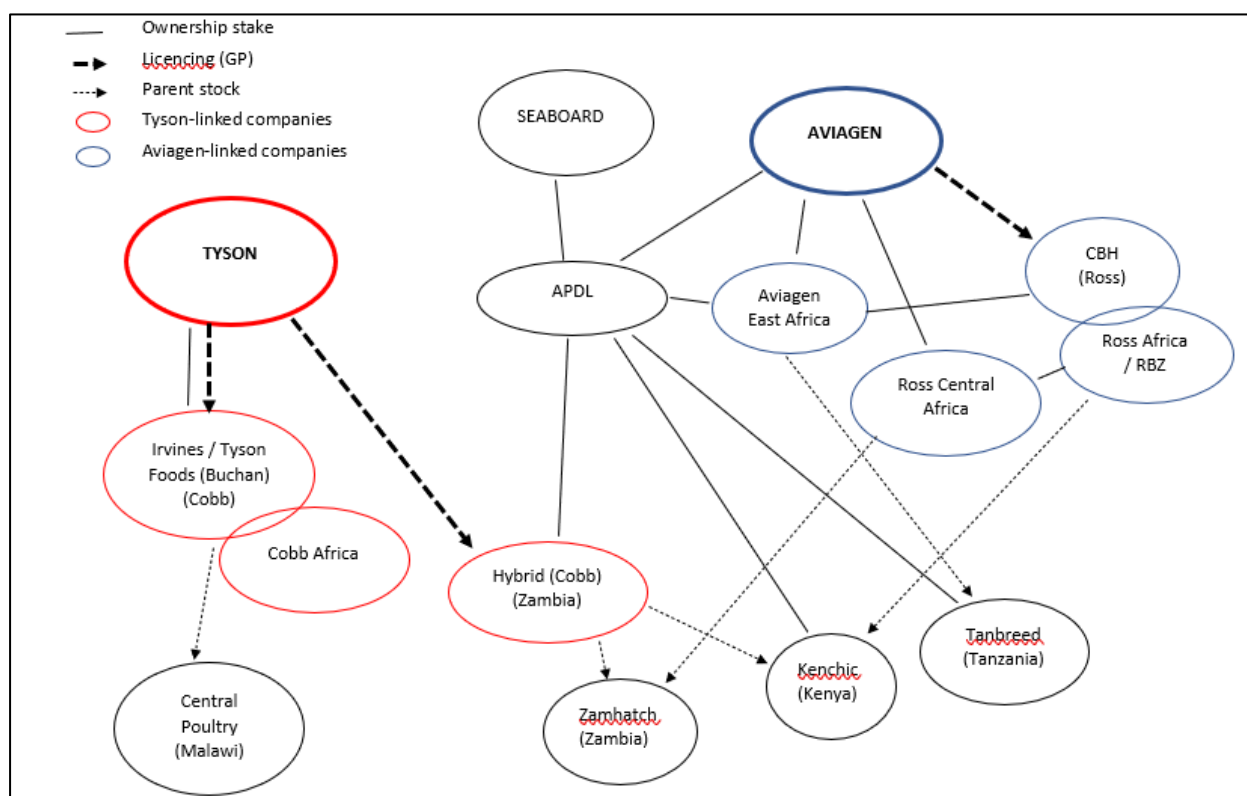 Ownership stake
Licencing (GP)
Parent stock
Tyson-linked companies
Aviagen-linked companies
SEABOARD
AVIAGEN
TYSON
APDL
Aviagen
East Africa
CBH
(Ross)
Ross Africa
/ RBZ
Ross Central
Africa
Irvines / Tyson
Foods (Buchan)
(Cobb)
Cobb Africa
Hybrid (Cobb)
(Zambia)
Tanbreed
(Tanzania)
Kenchic
(Kenya)
Central
Poultry
(Malawi)
Zamhatch
(Zambia)